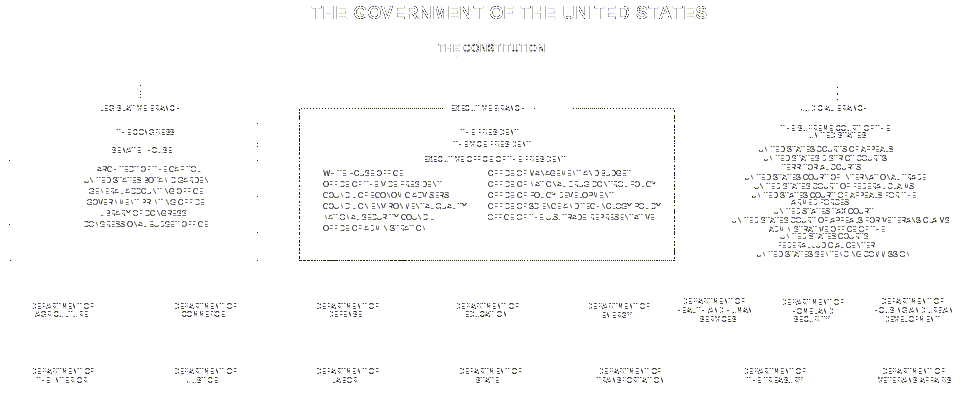 THE GOVERNMENT OF THE UNITED STATES
THE CONSTITUTION
LEGISLATIVE BRANCH
THE CONGRESS
SENATE HOUSE
ARCHITECT OF THE CAPITOL
UNITED STATES BOTANIC GARDEN
GENERAL ACCOUNTING OFFICE
GOVERNMENT PRINTING OFFICE
LIBRARY OF CONGRESS
CONGRESSIONAL BUDGET OFFICE
EXECUTIVE BRANCH
THE PRESIDENT
THE VICE PRESIDENT
EXECUTIVE OFFICE OF THE PRESIDENT
WHITE HOUSE OFFICE
OFFICE OF THE VICE PRESIDENT
COUNCIL OF ECONOMIC ADVISERS
COUNCIL ON ENVIRONMENTAL QUALITY
NATIONAL SECURITY COUNCIL
OFFICE OF ADMINISTRATION
OFFICE OF MANAGEMENT AND BUDGET
OFFICE OF NATIONAL DRUG CONTROL POLICY
OFFICE OF POLICY DEVELOPMENT
OFFICE OF SCIENCE AND TECHNOLOGY POLICY
OFFICE OF THE U.S. TRADE REPRESENTATIVE
JUDICIAL BRANCH
THE SUPREME COURT OF THE
UNITED STATES
UNITED STATES COURTS OF APPEALS
UNITED STATES DISTRICT COURTS
TERRITORIAL COURTS
UNITED STATES COURT OF INTERNATIONAL TRADE
UNITED STATES COURT OF FEDERAL CLAIMS
UNITED STATES COURT OF APPEALS FOR THE
ARMED FORCES
UNITED STATES TAX COURT
UNITED STATES COURT OF APPEALS FOR VETERANS CLAIMS
ADMINISTRATIVE OFFICE OF THE
UNITED STATES COURTS
FEDERAL JUDICIAL CENTER
UNITED STATES SENTENCING COMMISSION
DEPARTMENT OF
AGRICULTURE
DEPARTMENT OF
COMMERCE
DEPARTMENT OF
DEFENSE
DEPARTMENT OF
EDUCATION
DEPARTMENT OF
ENERGY
DEPARTMENT OF
HEALTH AND HUMAN
SERVICES
DEPARTMENT OF
HOMELAND
SECURITY
DEPARTMENT OF
HOUSING AND URBAN
DEVELOPMENT
DEPARTMENT OF
THE INTERIOR
DEPARTMENT OF
JUSTICE
DEPARTMENT OF
LABOR
DEPARTMENT OF
STATE
DEPARTMENT OF
TRANSPORTATION
DEPARTMENT OF
THE TREASURY
DEPARTMENT OF
VETERANS AFFAIRS